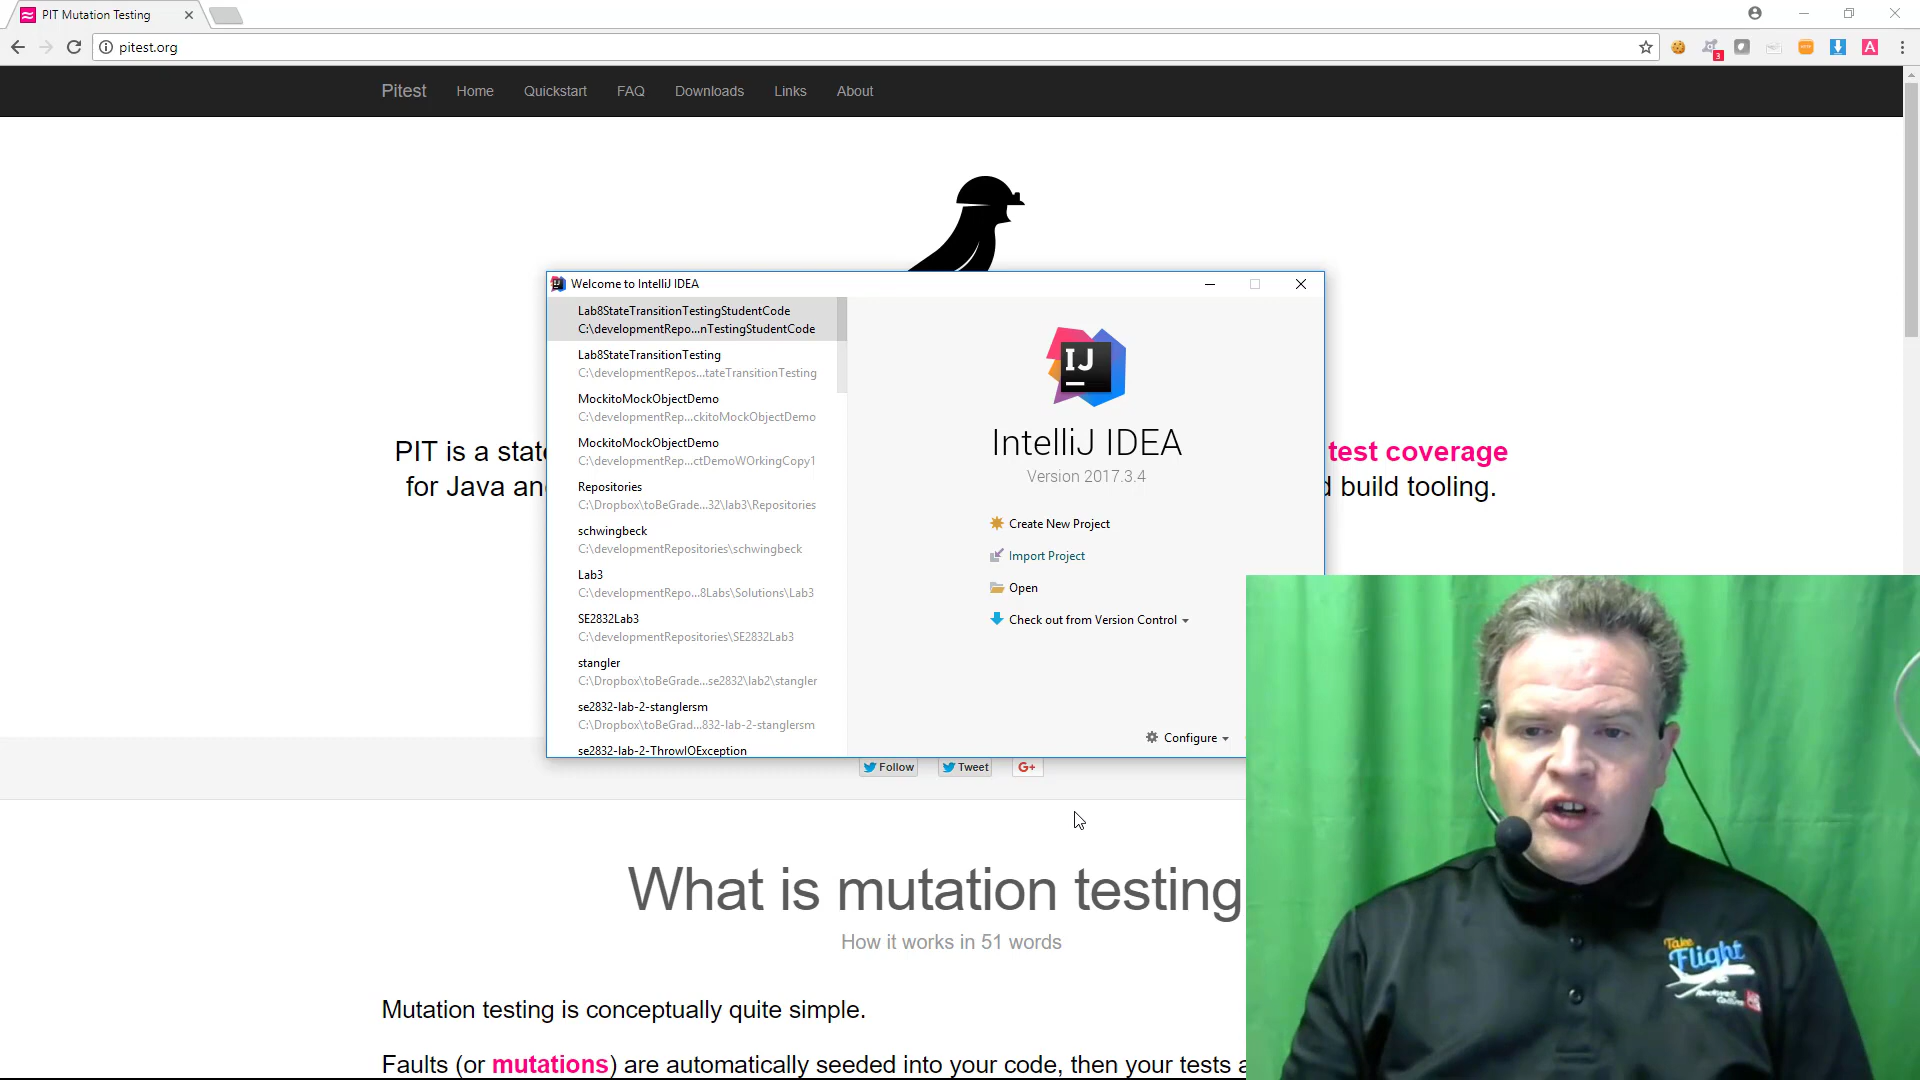 PIT Mutation Testing
pitest.org
3
A
Pitest
Home
Quickstart
FAQ
Downloads
Links
About
Welcome to IntelliJ IDEA
Lab8StateTransitionTestingStudentCode
C:\developmentRepo...nTestingStudentCode
Lab8StateTransitionTesting
C:\developmentRepos...tateTransitionTesting
MockitoMockObjectDemo
C:\developmentRep...ckitoMockObjectDemo
MockitoMockObjectDemo
C:\developmentRep...ctDemoWOrkingCopy1
Repositories
C:\Dropbox\toBeGrade...32\lab3\Repositories
schwingbeck
C:\developmentRepositories\schwingbeck
Lab3
C:\developmentRepo...8Labs\Solutions\Lab3
SE2832Lab3
C:\developmentRepositories\SE2832Lab3
stangler
C:\Dropbox\toBeGrade...se2832\lab2\stangler
se2832-lab-2-stanglersm
C:\Dropbox\toBeGrad...832-lab-2-stanglersm
se2832-lab-2-ThrowIOException
IJ
IntelliJ IDEA
Version 2017.3.4
Create New Project
Import Project
Open
Check out from Version Control
Configure
PIT is a stat
test coverage
for Java an
d build tooling.
Follow
Tweet
G+
What is mutation testing
How it works in 51 words
Mutation testing is conceptually quite simple.
Faults (or mutations) are automatically seeded into your code, then your tests a
Take
Flight
Rockwell
Collins